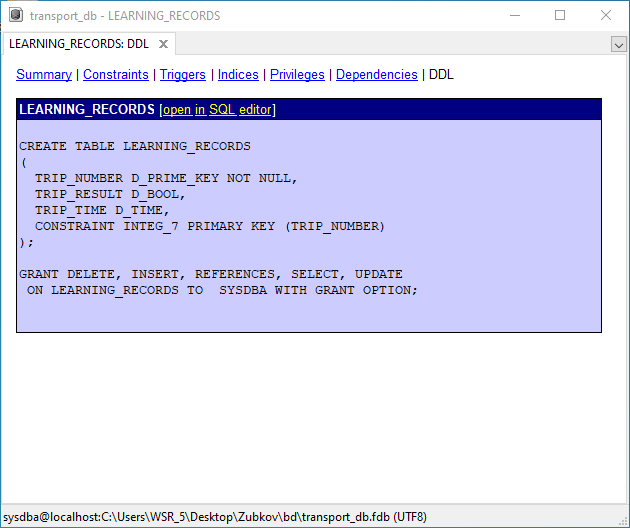 transport_db - LEARNING_RECORDS
LEARNING_RECORDS: DDL
Summary | Constraints | Triggers | Indices | Privileges | Dependencies | DDL
LEARNING_RECORDS [open in SQL editor]
CREATE TABLE LEARNING_RECORDS
(
  TRIP_NUMBER D_PRIME_KEY NOT NULL,
  TRIP_RESULT D_BOOL,
  TRIP_TIME D_TIME,
  CONSTRAINT INTEG_7 PRIMARY KEY (TRIP_NUMBER)
);
GRANT DELETE, INSERT, REFERENCES, SELECT, UPDATE
 ON LEARNING_RECORDS TO  SYSDBA WITH GRANT OPTION;
sysdba@localhost:C:\Users\WSR_5\Desktop\Zubkov\bd\transport_db.fdb (UTF8)